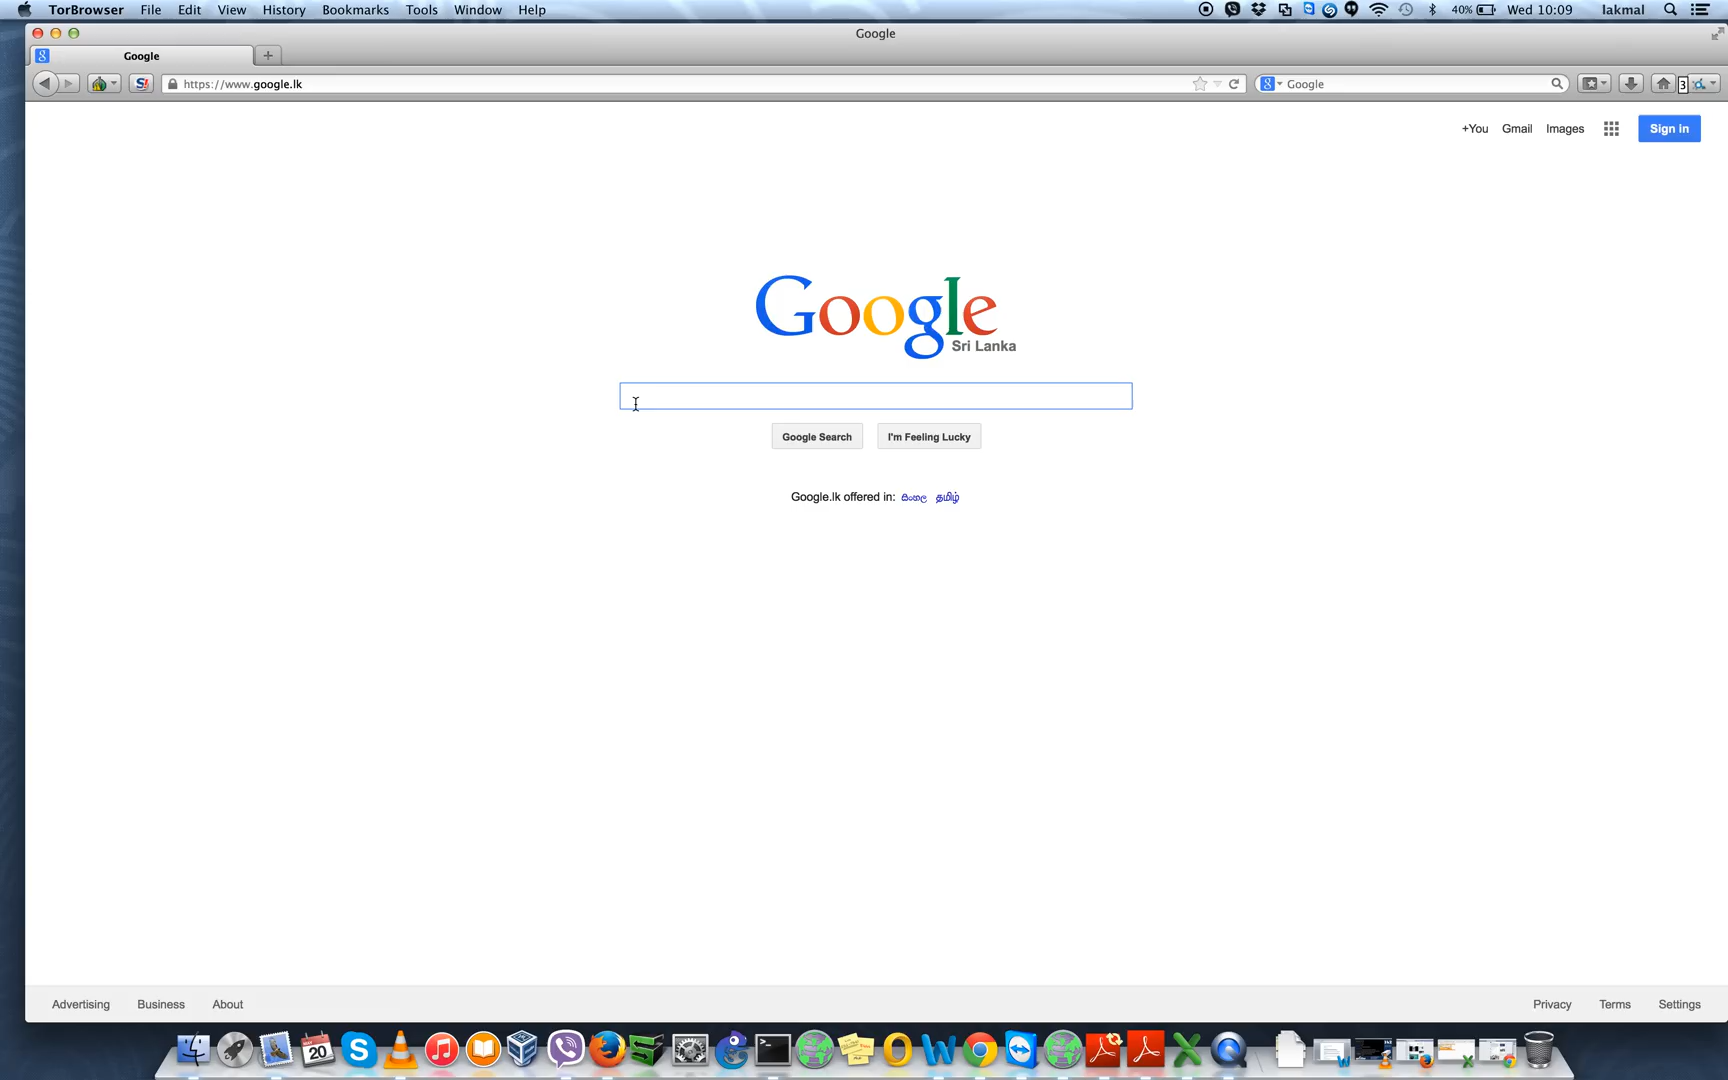 TorBrowser File Edit View History Bookmarks Tools Window Help 40% Wed 10:09 lakmal
Google
Google
https://www.google.lk Google 3
+You Gmail Images Sign in
Google
Sri Lanka
Google Search I'm Feeling Lucky
Google.lk offered in: සිංහල தமிழ்
Advertising Business About Privacy Terms Settings
20